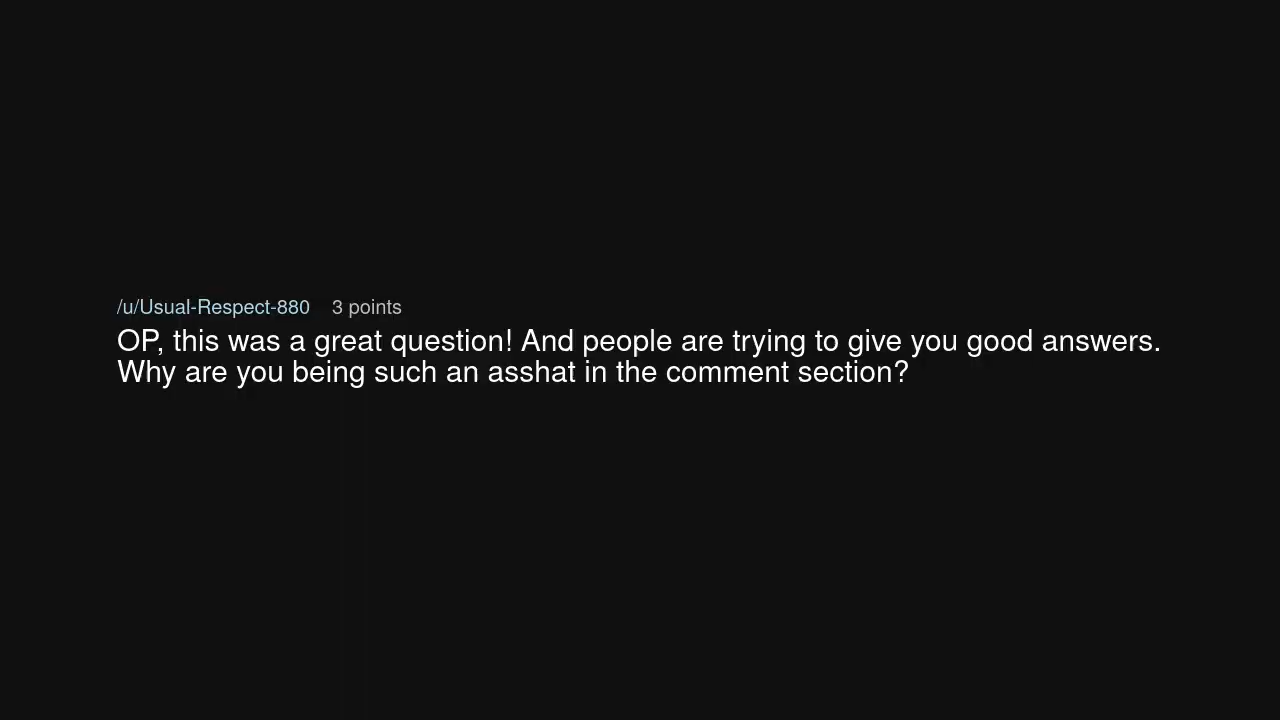 /u/Usual-Respect-880 3 points
OP, this was a great question! And people are trying to give you good answers.
Why are you being such an asshat in the comment section?